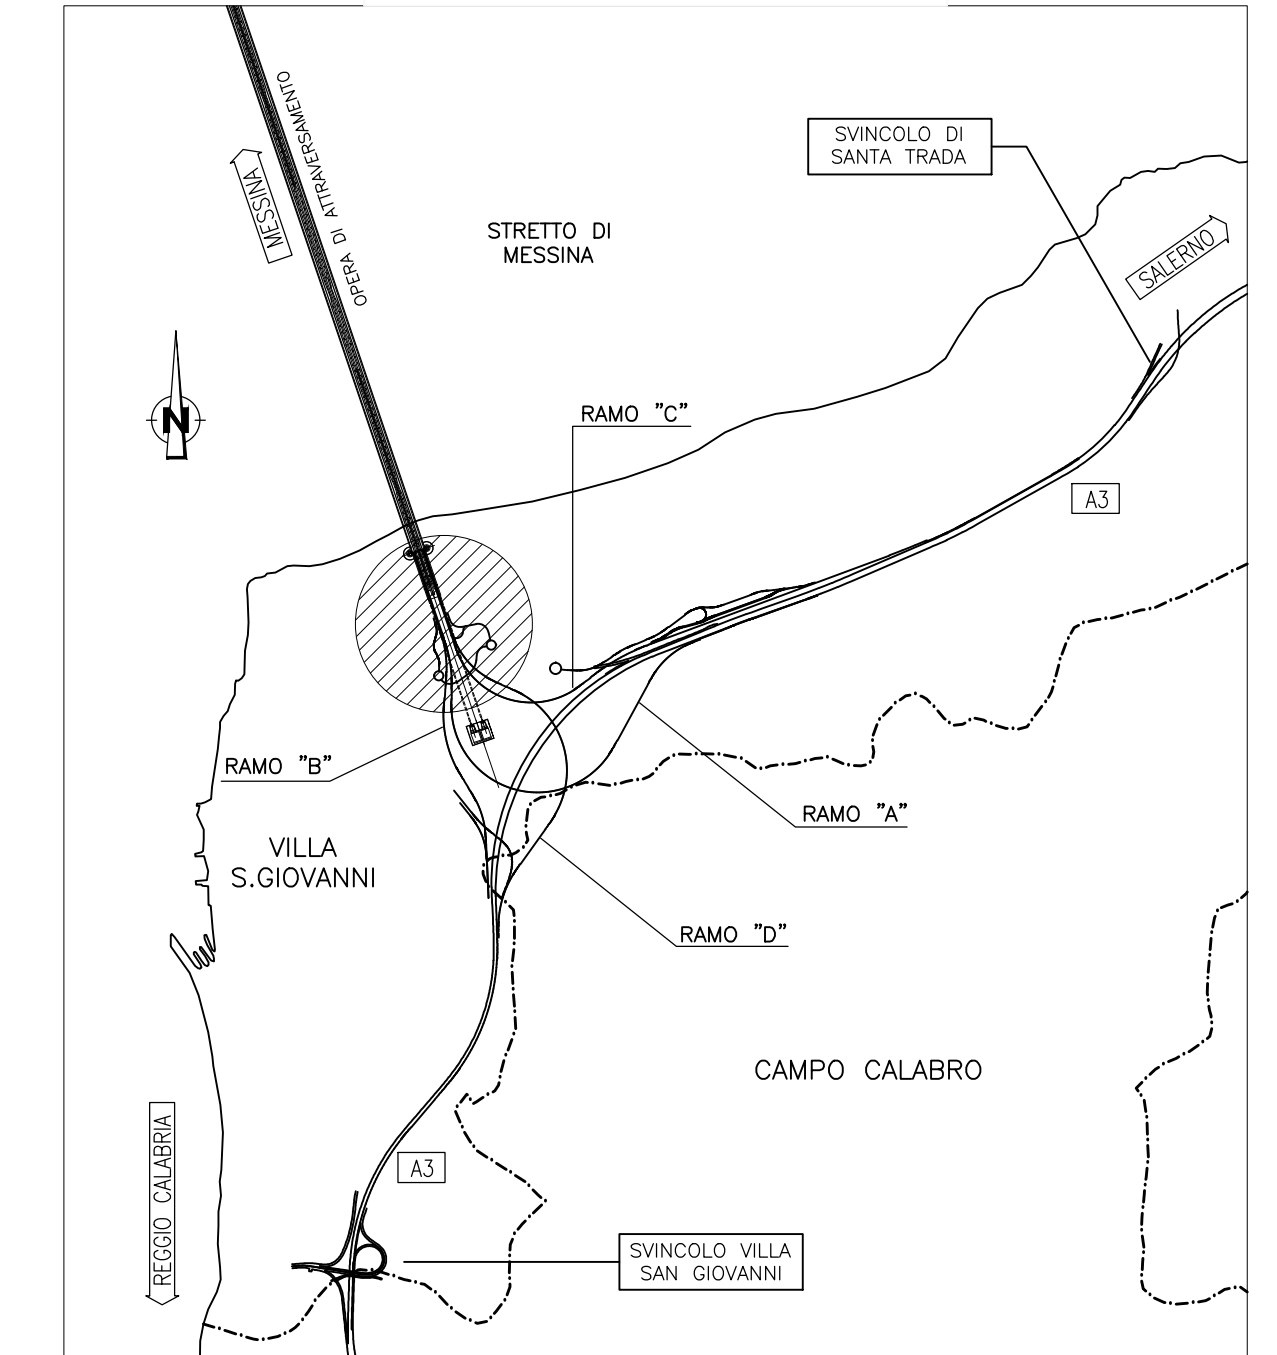 OPERA DI ATTRAVERSAMENTO
MESSINA
SVINCOLO DI
SANTA TRADA
STRETTO DI
MESSINA
SALERNO
N
RAMO "C"
A3
RAMO "B"
RAMO "A"
VILLA
S.GIOVANNI
RAMO "D"
CAMPO CALABRO
REGGIO CALABRIA
A3
SVINCOLO VILLA
SAN GIOVANNI